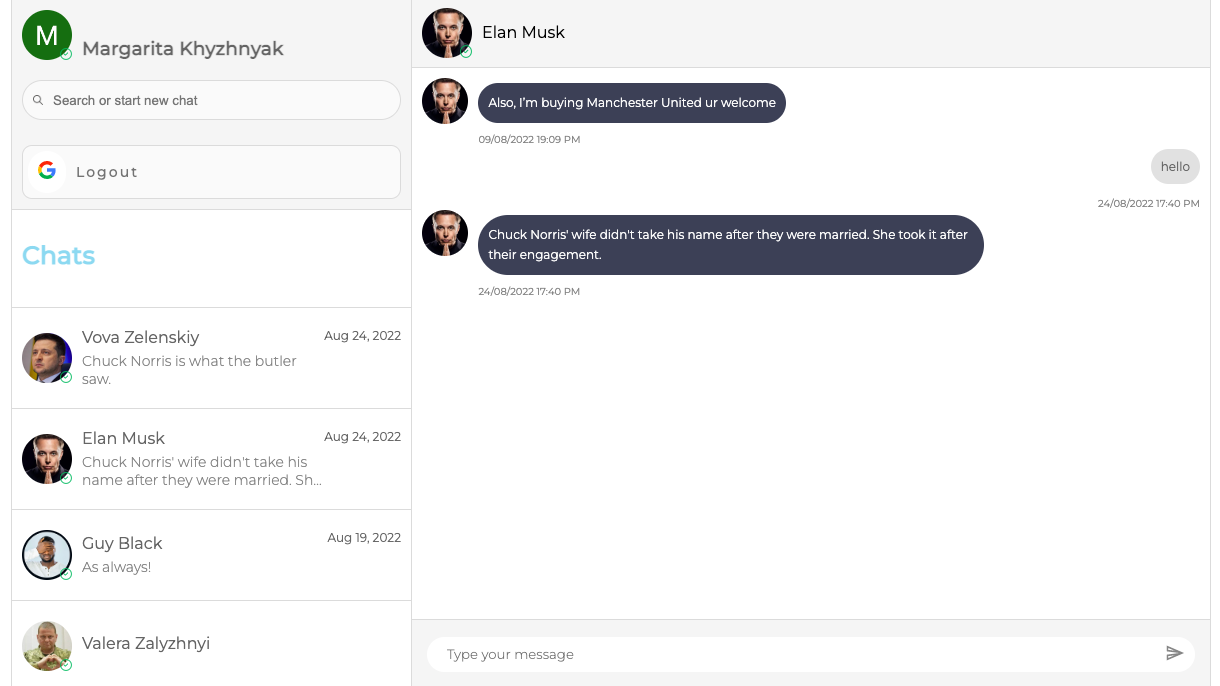 M
Margarita Khyzhnyak
Search or start new chat
Logout
Chats
Vova Zelenskiy
Aug 24, 2022
Chuck Norris is what the butler
saw.
Elan Musk
Aug 24, 2022
Chuck Norris' wife didn't take his
name after they were married. Sh...
Guy Black
Aug 19, 2022
As always!
Valera Zalyzhnyi
Elan Musk
Also, I'm buying Manchester United ur welcome
09/08/2022 19:09 PM
hello
24/08/2022 17:40 PM
Chuck Norris' wife didn't take his name after they were married. She took it after
their engagement.
24/08/2022 17:40 PM
Type your message